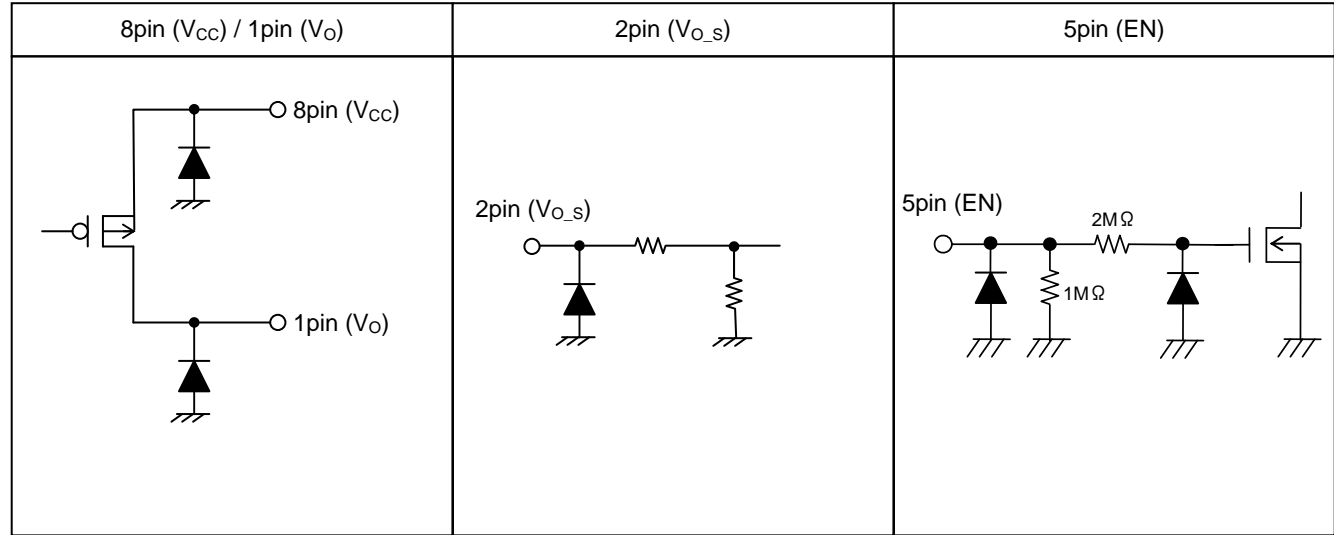 8pin (VCC) / 1pin (VO)
2pin (VO_S)
5pin (EN)
8pin (VCC)
1pin (VO)
2pin (VO_S)
5pin (EN)
2MΩ
1MΩ